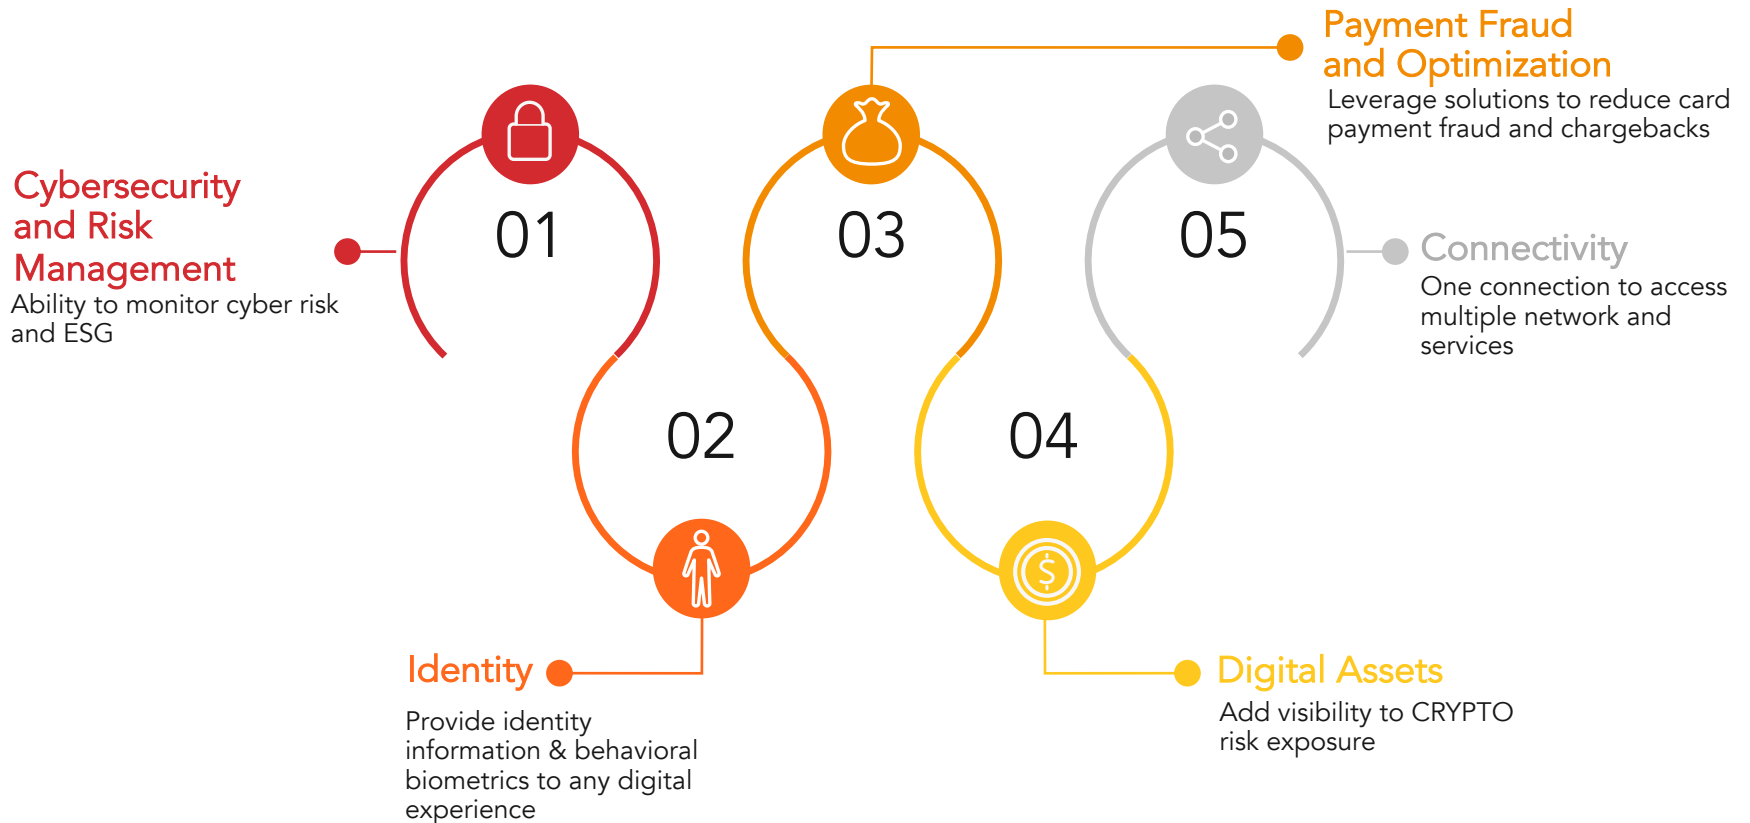 Cybersecurity
and Risk
Management
Ability to monitor cyber risk
and ESG
01
02
Identity
Provide identity
information & behavioral
biometrics to any digital
experience
03
Payment Fraud
and Optimization
Leverage solutions to reduce card
payment fraud and chargebacks
04
$
Digital Assets
Add visibility to CRYPTO
risk exposure
05
Connectivity
One connection to access
multiple network and
services